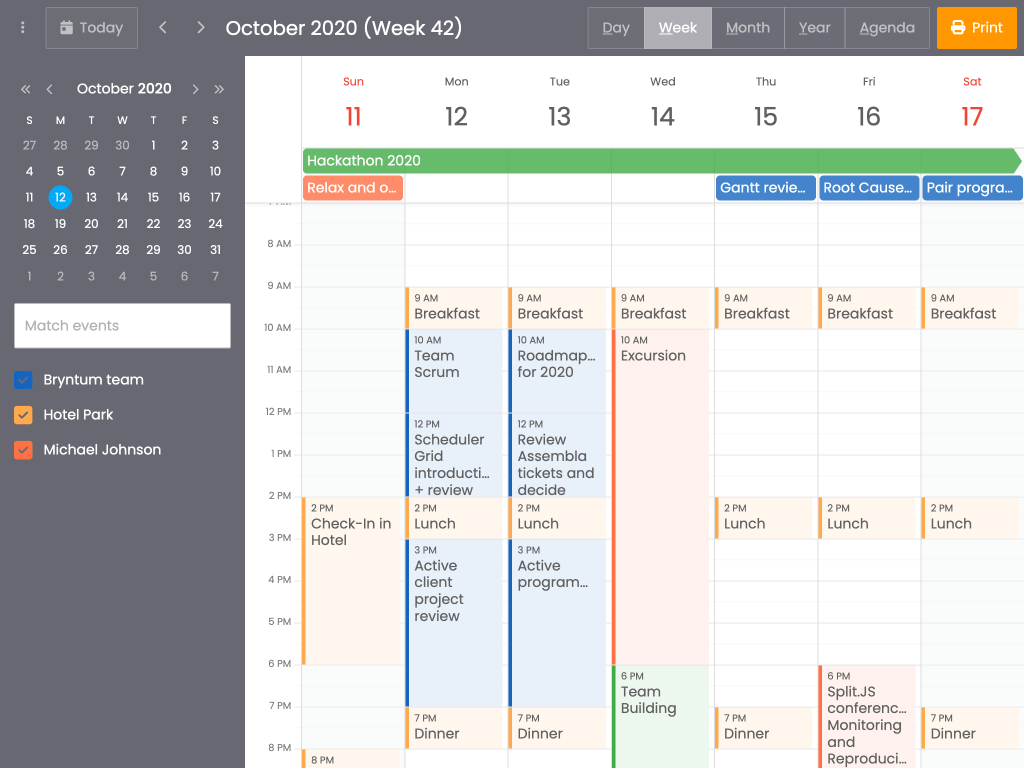 Today
October 2020 (Week 42)
Day
Week
Month
Year
Agenda
Print
October 2020
S M T W T F S
27 28 29 30 1 2 3
4 5 6 7 8 9 10
11 12 13 14 15 16 17
18 19 20 21 22 23 24
25 26 27 28 29 30 31
1 2 3 4 5 6 7
Match events
Bryntum team
Hotel Park
Michael Johnson
Sun Mon Tue Wed Thu Fri Sat
11 12 13 14 15 16 17
Hackathon 2020
Relax and o...
Gantt revie...
Root Cause...
Pair progra...
8 AM
9 AM
10 AM
11 AM
12 PM
1 PM
2 PM
3 PM
4 PM
5 PM
6 PM
7 PM
8 PM
2 PM
Check-In in
Hotel
8 PM
9 AM
Breakfast
10 AM
Team
Scrum
12 PM
Scheduler
Grid
introducti...
+ review
2 PM
Lunch
3 PM
Active
client
project
review
7 PM
Dinner
9 AM
Breakfast
10 AM
Roadmap...
for 2020
12 PM
Review
Assembla
tickets and
decide
2 PM
Lunch
3 PM
Active
program...
7 PM
Dinner
9 AM
Breakfast
10 AM
Excursion
6 PM
Team
Building
9 AM
Breakfast
2 PM
Lunch
7 PM
Dinner
9 AM
Breakfast
2 PM
Lunch
6 PM
Split.JS
conferenc...
Monitoring
and
Reproduci...
9 AM
Breakfast
2 PM
Lunch
7 PM
Dinner